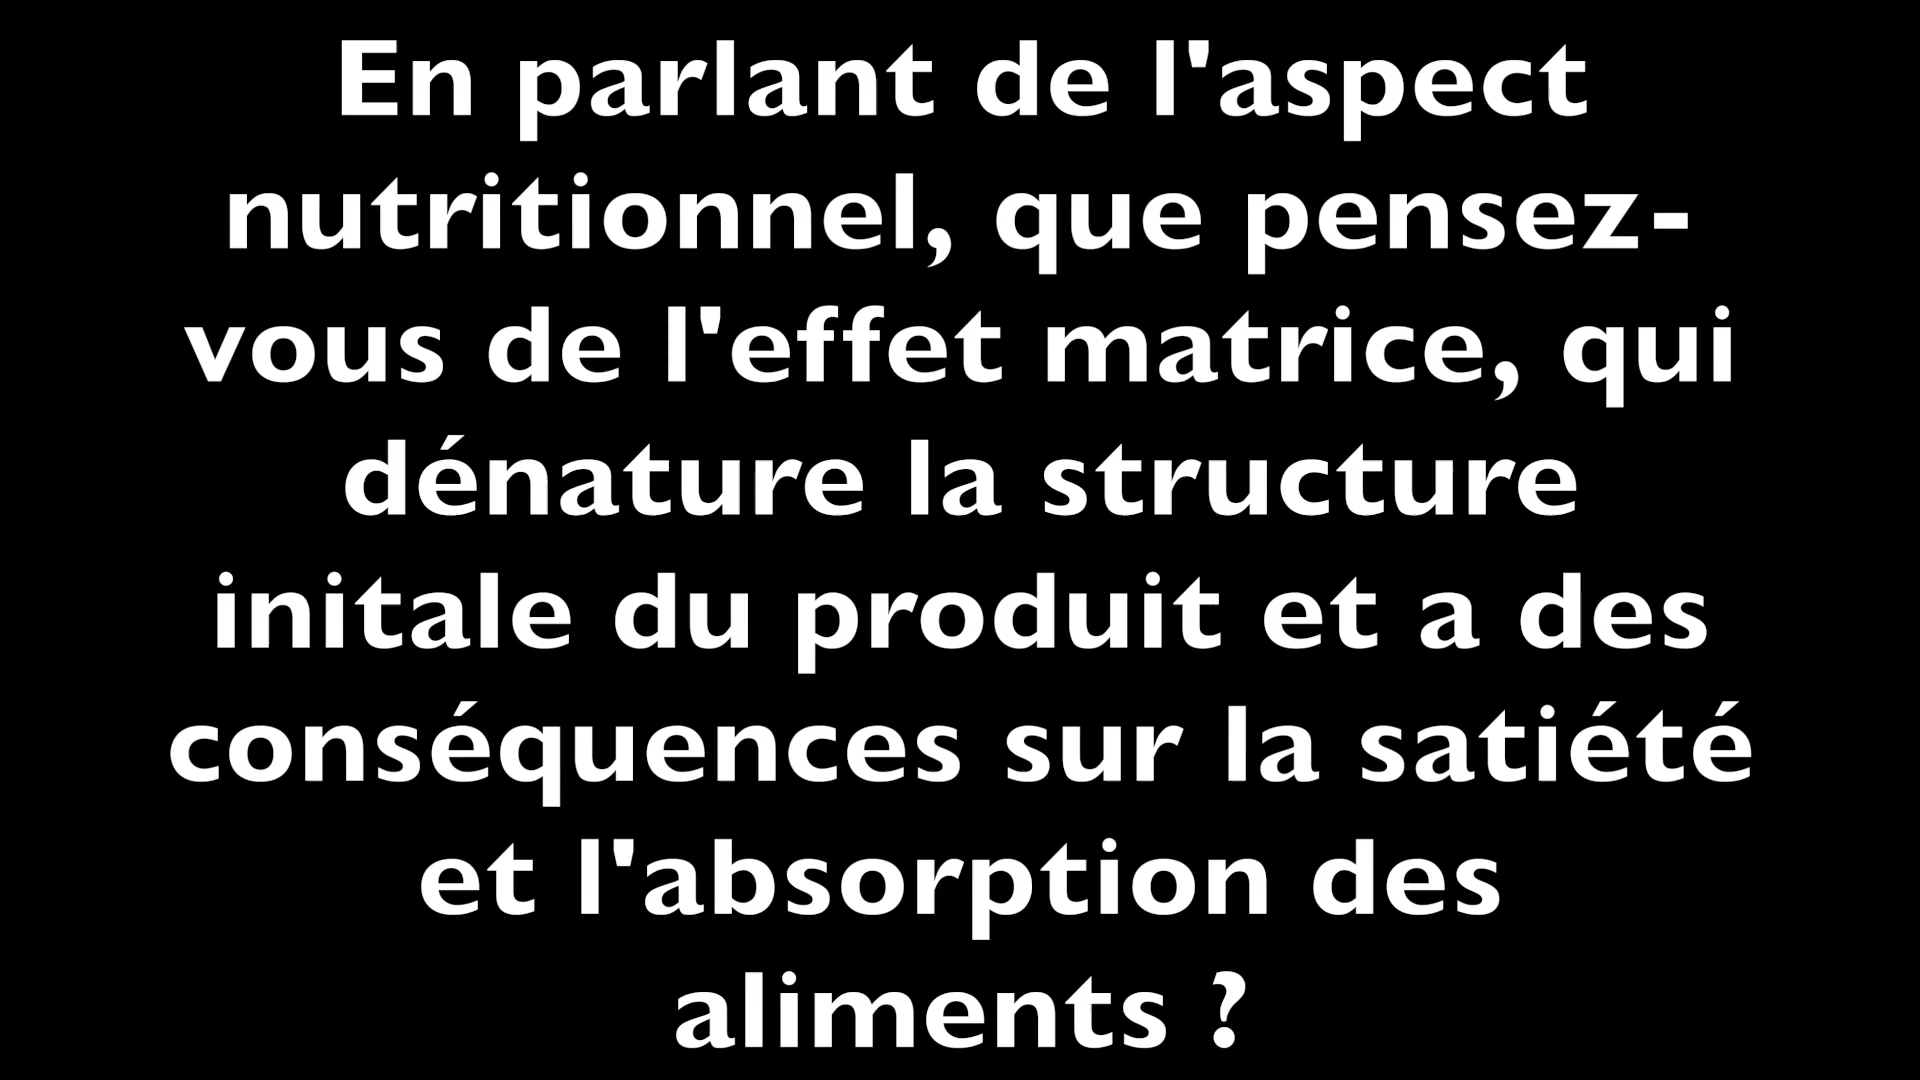 En parlant de l'aspect
nutritionnel, que pensez-
vous de l'effet matrice, qui
dénature la structure
initale du produit et a des
conséquences sur la satiété
et l'absorption des
aliments ?